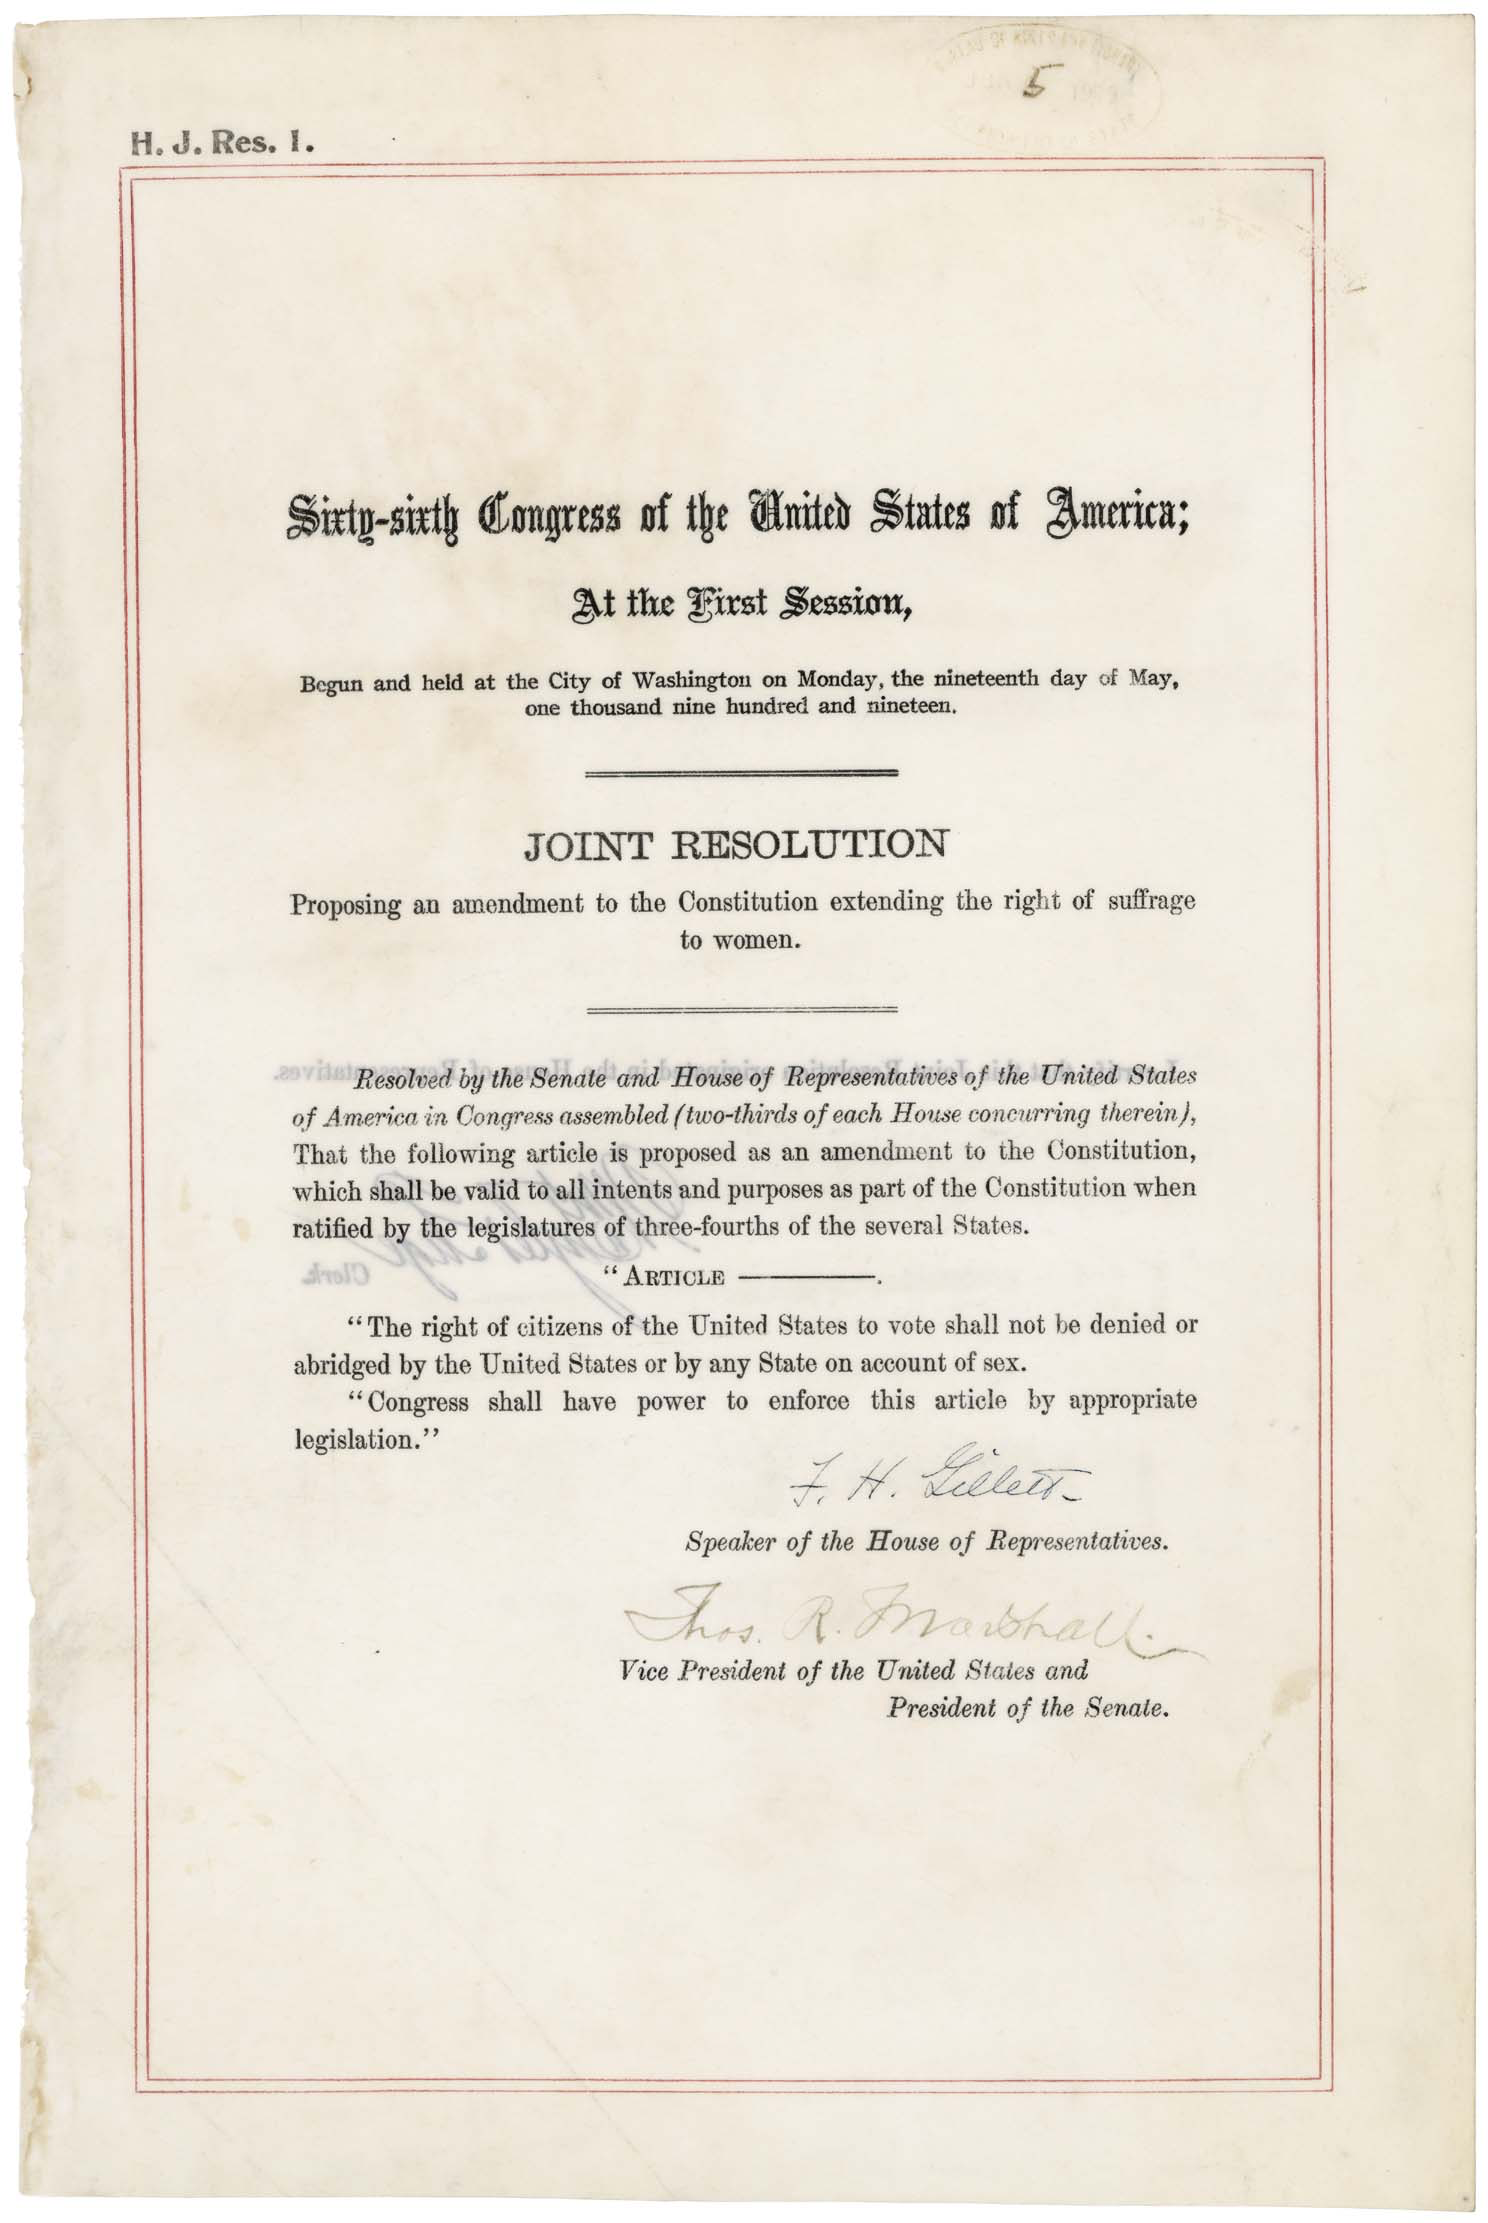 5
H. J. Res. 1.
Sixty-sixth Congress of the United States of America;
At the First Session,
Begun and held at the City of Washington on Monday, the nineteenth day of May,
one thousand nine hundred and nineteen.
JOINT RESOLUTION
Proposing an amendment to the Constitution extending the right of suffrage
to women.
Resolved by the Senate and House of Representatives of the United States
of America in Congress assembled (two-thirds of each House concurring therein),
That the following article is proposed as an amendment to the Constitution,
which shall be valid to all intents and purposes as part of the Constitution when
ratified by the legislatures of three-fourths of the several States.
"ARTICLE ———.
"The right of citizens of the United States to vote shall not be denied or
abridged by the United States or by any State on account of sex.
"Congress shall have power to enforce this article by appropriate
legislation."
F. H. Gillett
Speaker of the House of Representatives.
Thos. R. Marshall.
Vice President of the United States and
President of the Senate.